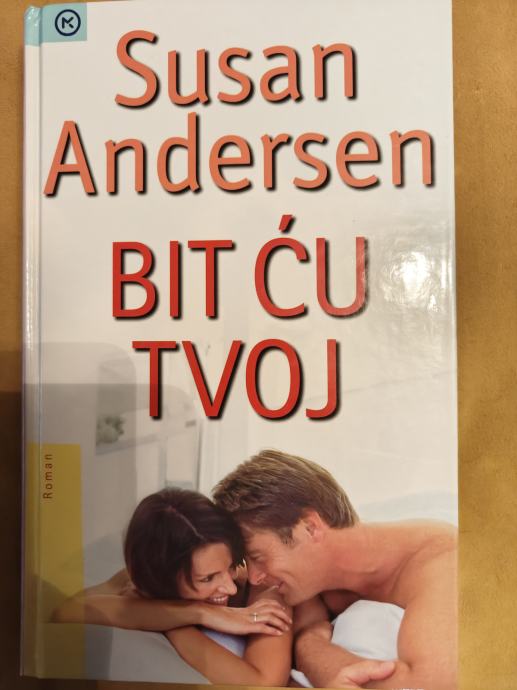 Susan
Andersen
BIT ĆU
TVOJ
Roman